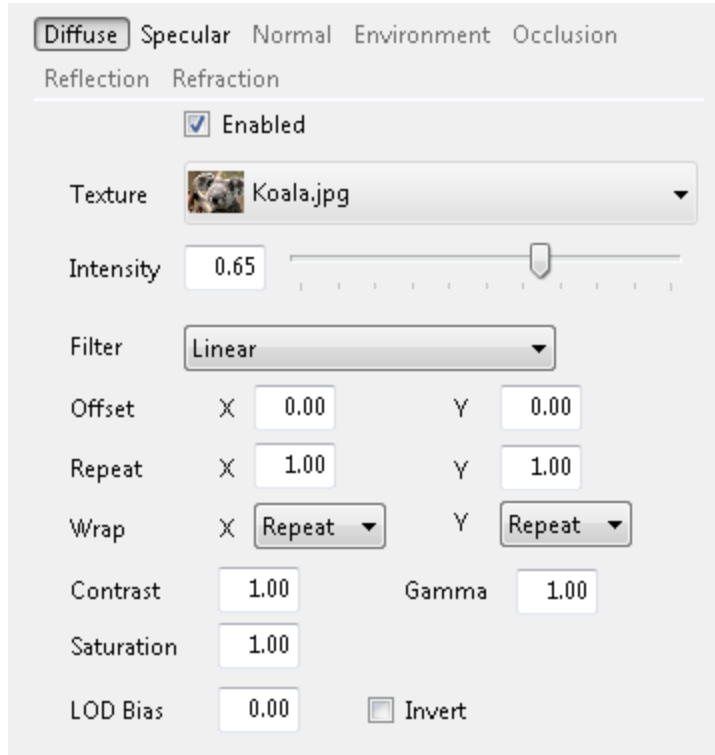 Diffuse Specular Normal Environment Occlusion
Reflection Refraction
Enabled
Texture Koala.jpg
Intensity 0.65
Filter Linear
Offset X 0.00 Y 0.00
Repeat X 1.00 Y 1.00
Wrap X Repeat Y Repeat
Contrast 1.00 Gamma 1.00
Saturation 1.00
LOD Bias 0.00 Invert